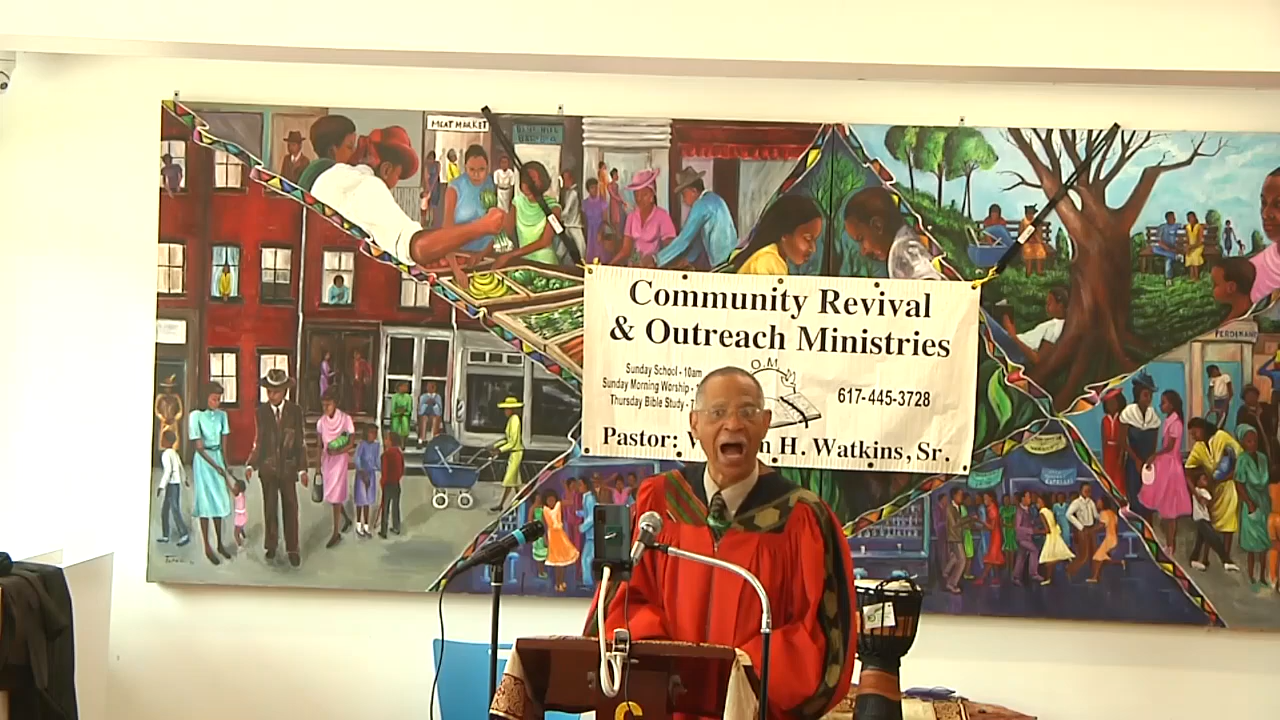 MEAT MARKET
Community Revival
& Outreach Ministries
O.M.
Sunday School - 10am
Sunday Morning Worship -
Thursday Bible Study -
617-445-3728
Pastor: H. Watkins, Sr.
FERDINAND